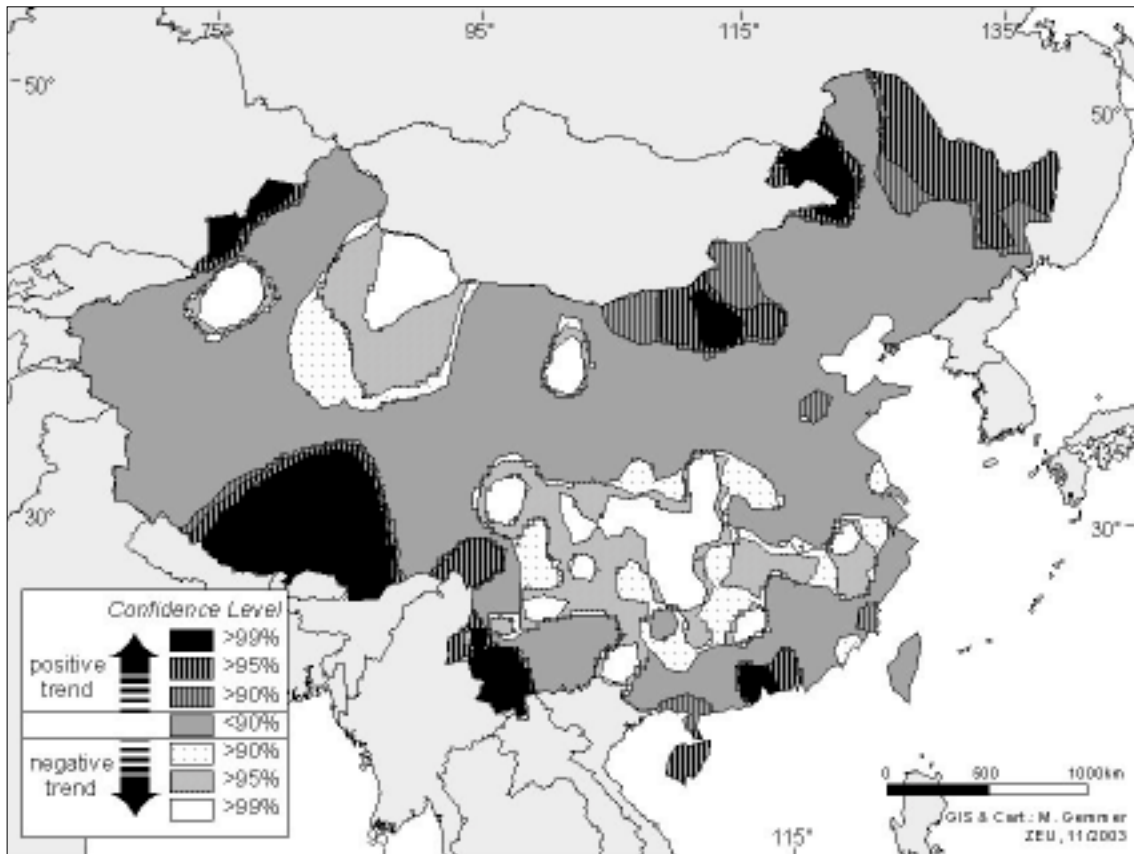 75°
95°
115°
135°
50°
50°
30°
30°
Confidence Level
>99%
positive
>95%
trend
>90%
<90%
>90%
negative
>95%
trend
>99%
0
500
1000km
GIS & Cart.: M. Gemmer
ZEU, 11/2003
95°
115°